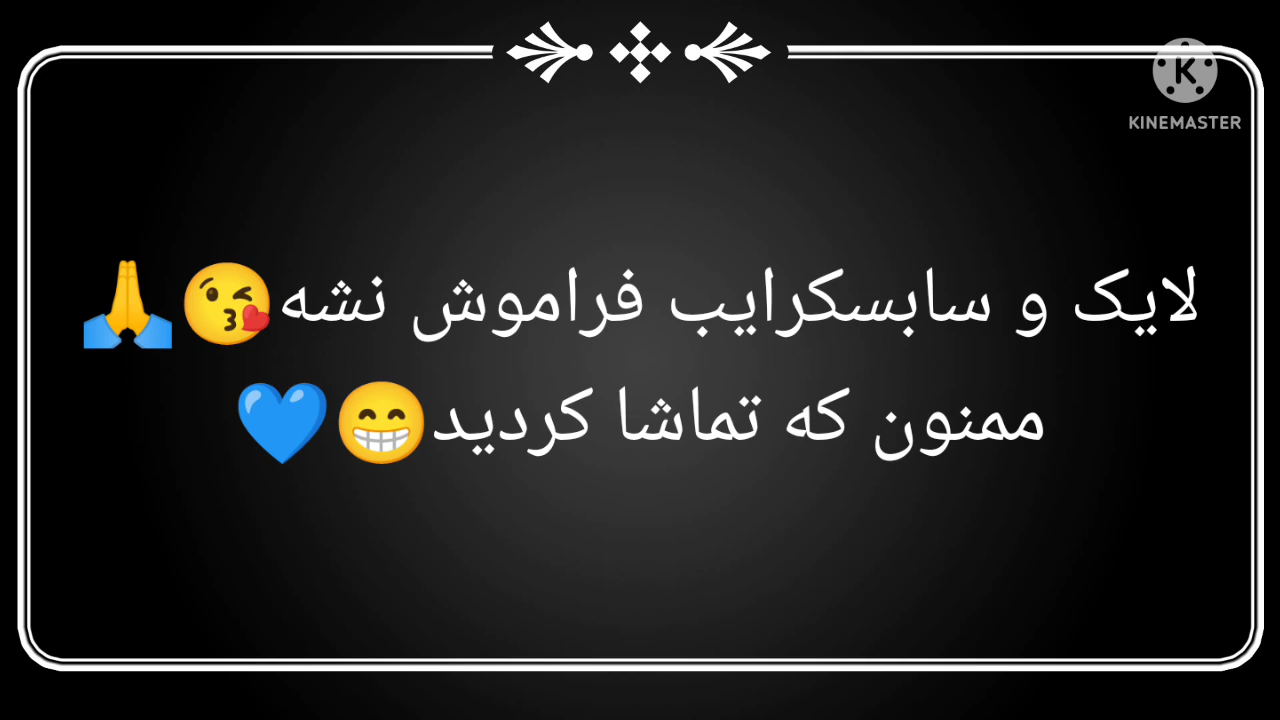 KINEMASTER
لایک و سابسکرایب فراموش نشه😘🙏
ممنون که تماشا کردید😁💙